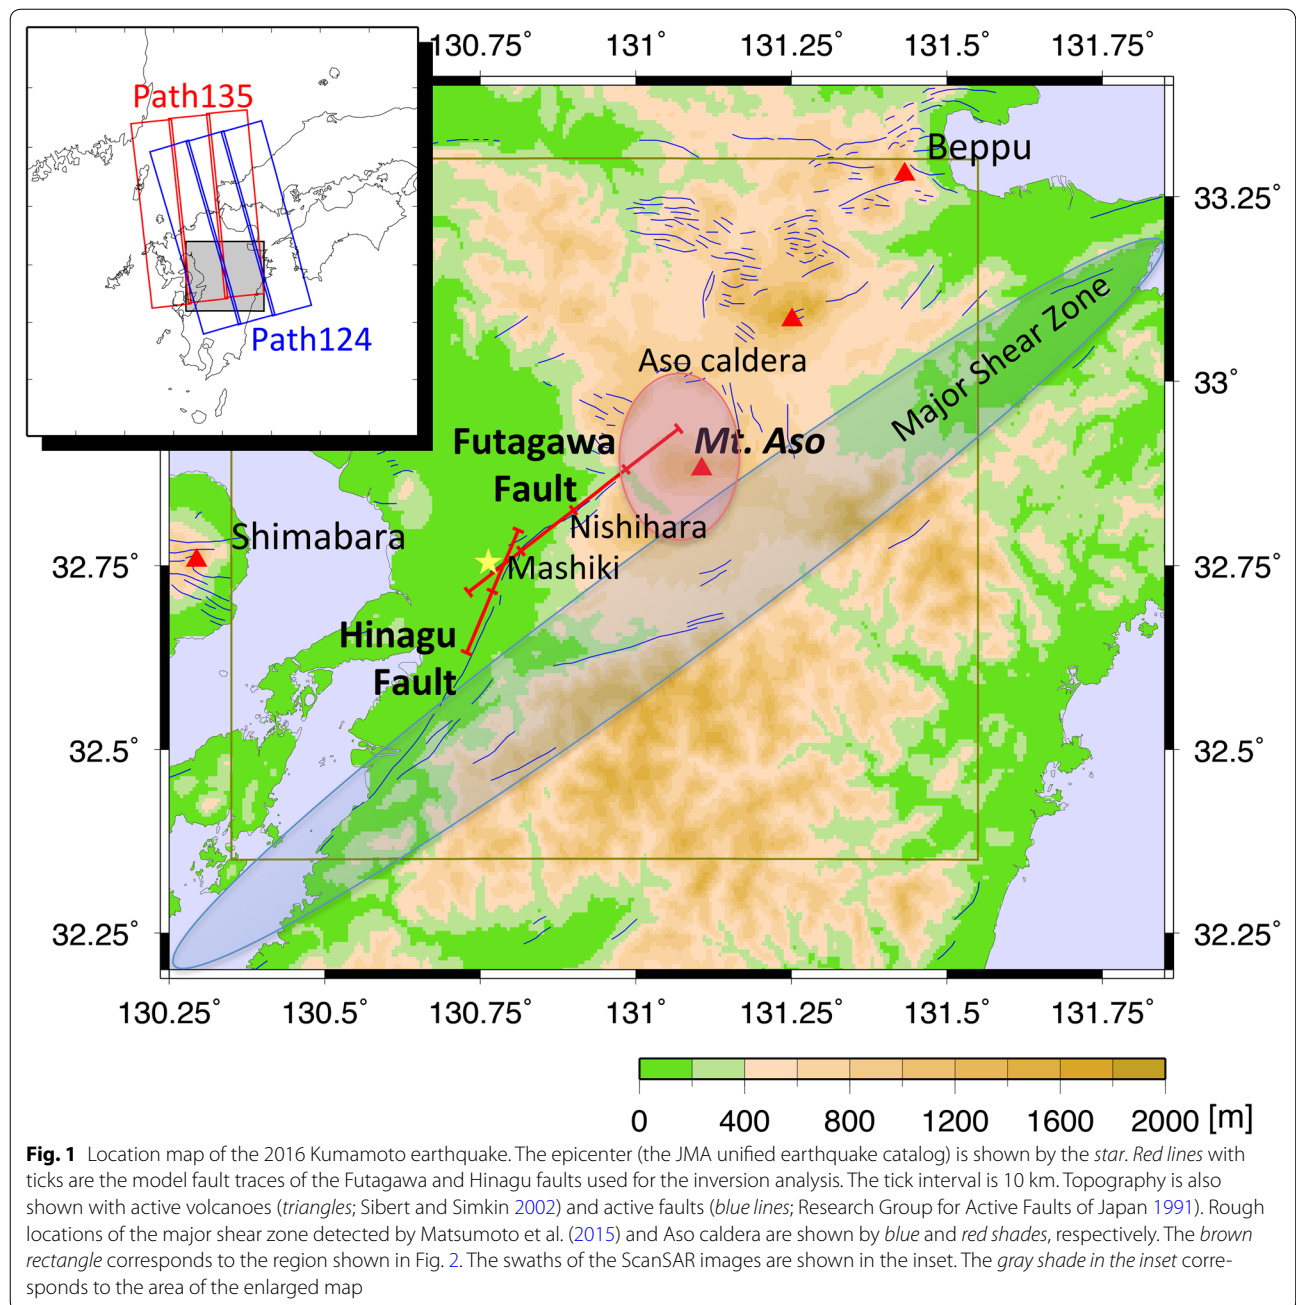 130.75° 131° 131.25° 131.5° 131.75°
Path135
Path124
Beppu
33.25°
Major Shear Zone
Aso caldera
33°
Futagawa
Fault
Mt. Aso
Nishihara
Shimabara
Mashiki
32.75° 32.75°
Hinagu
Fault
32.5° 32.5°
32.25° 32.25°
130.25° 130.5° 130.75° 131° 131.25° 131.5° 131.75°
0 400 800 1200 1600 2000 [m]
Fig. 1 Location map of the 2016 Kumamoto earthquake. The epicenter (the JMA unified earthquake catalog) is shown by the star. Red lines with
ticks are the model fault traces of the Futagawa and Hinagu faults used for the inversion analysis. The tick interval is 10 km. Topography is also
shown with active volcanoes (triangles; Sibert and Simkin 2002) and active faults (blue lines; Research Group for Active Faults of Japan 1991). Rough
locations of the major shear zone detected by Matsumoto et al. (2015) and Aso caldera are shown by blue and red shades, respectively. The brown
rectangle corresponds to the region shown in Fig. 2. The swaths of the ScanSAR images are shown in the inset. The gray shade in the inset corre-
sponds to the area of the enlarged map